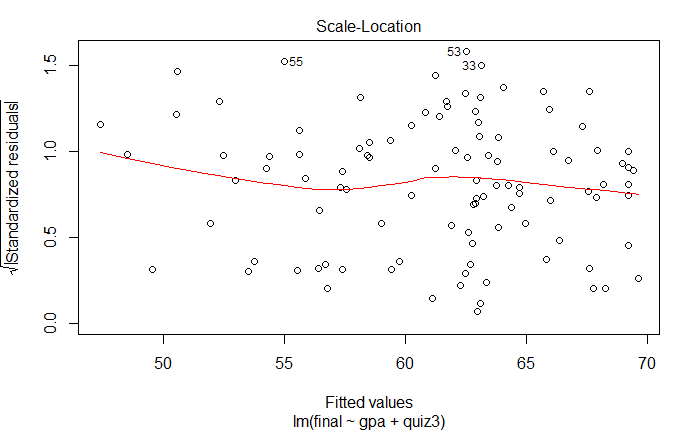 Scale-Location
√|Standardized residuals|
0.0 0.5 1.0 1.5
53
55
33
50 55 60 65 70
Fitted values
lm(final ~ gpa + quiz3)